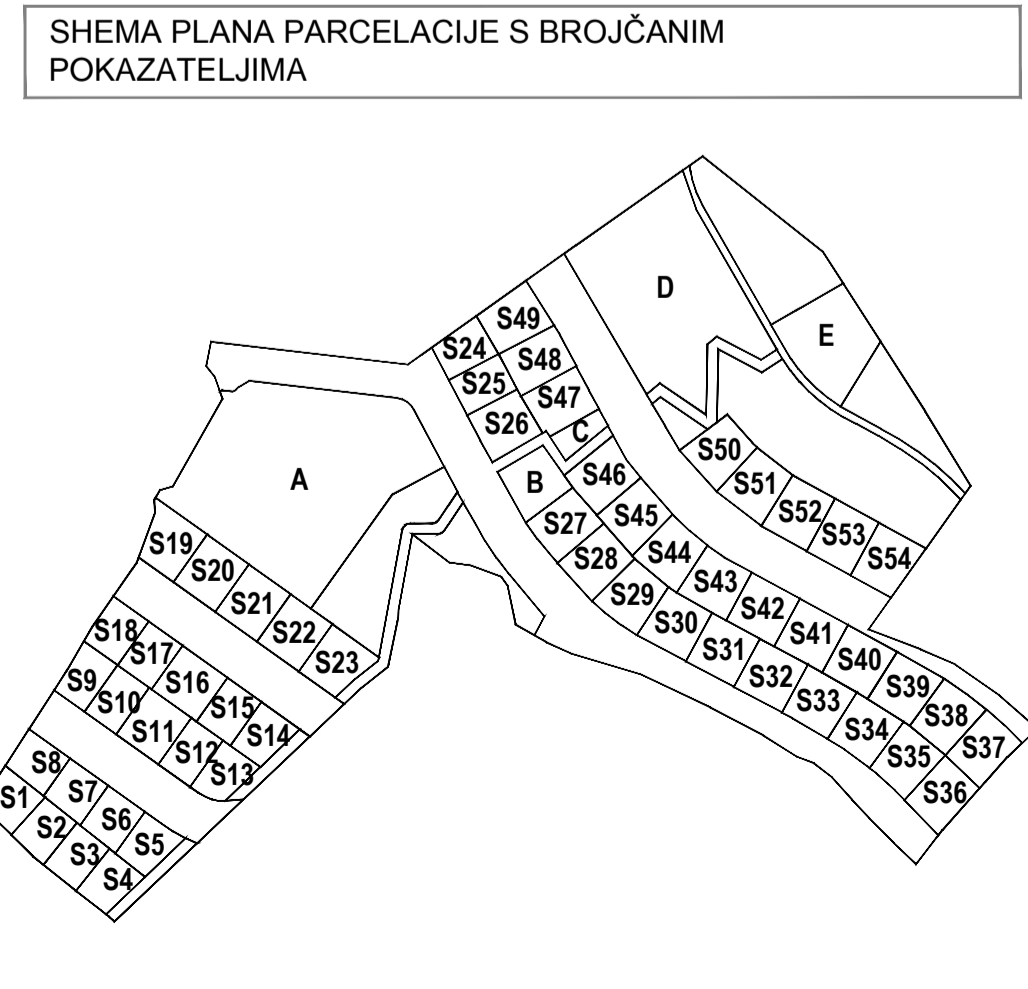 SHEMA PLANA PARCELACIJE S BROJČANIM
POKAZATELJIMA
D
S49
E
S24
S48
S25
S47
S26
C
S50
A
S46
B
S51
S45
S52
S27
S53
S19
S44
S54
S28
S20
S43
S29
S21
S42
S30
S18
S22
S41
S31
S17
S23
S40
S32
S9
S16
S39
S33
S10
S15
S38
S34
S11
S14
S37
S35
S12
S8
S13
S36
S7
S1
S6
S2
S5
S3
S4